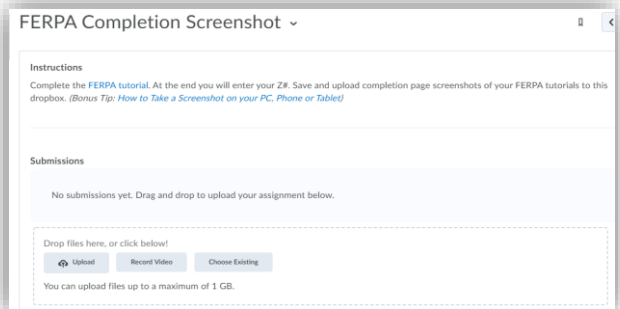 FERPA Completion Screenshot
Instructions
Complete the FERPA tutorial. At the end you will enter your Z#. Save and upload completion page screenshots of your FERPA tutorials to this
dropbox. (Bonus Tip: How to Take a Screenshot on your PC, Phone or Tablet)
Submissions
No submissions yet. Drag and drop to upload your assignment below.
Drop files here, or click below!
Upload Record Video Choose Existing
You can upload files up to a maximum of 1 GB.